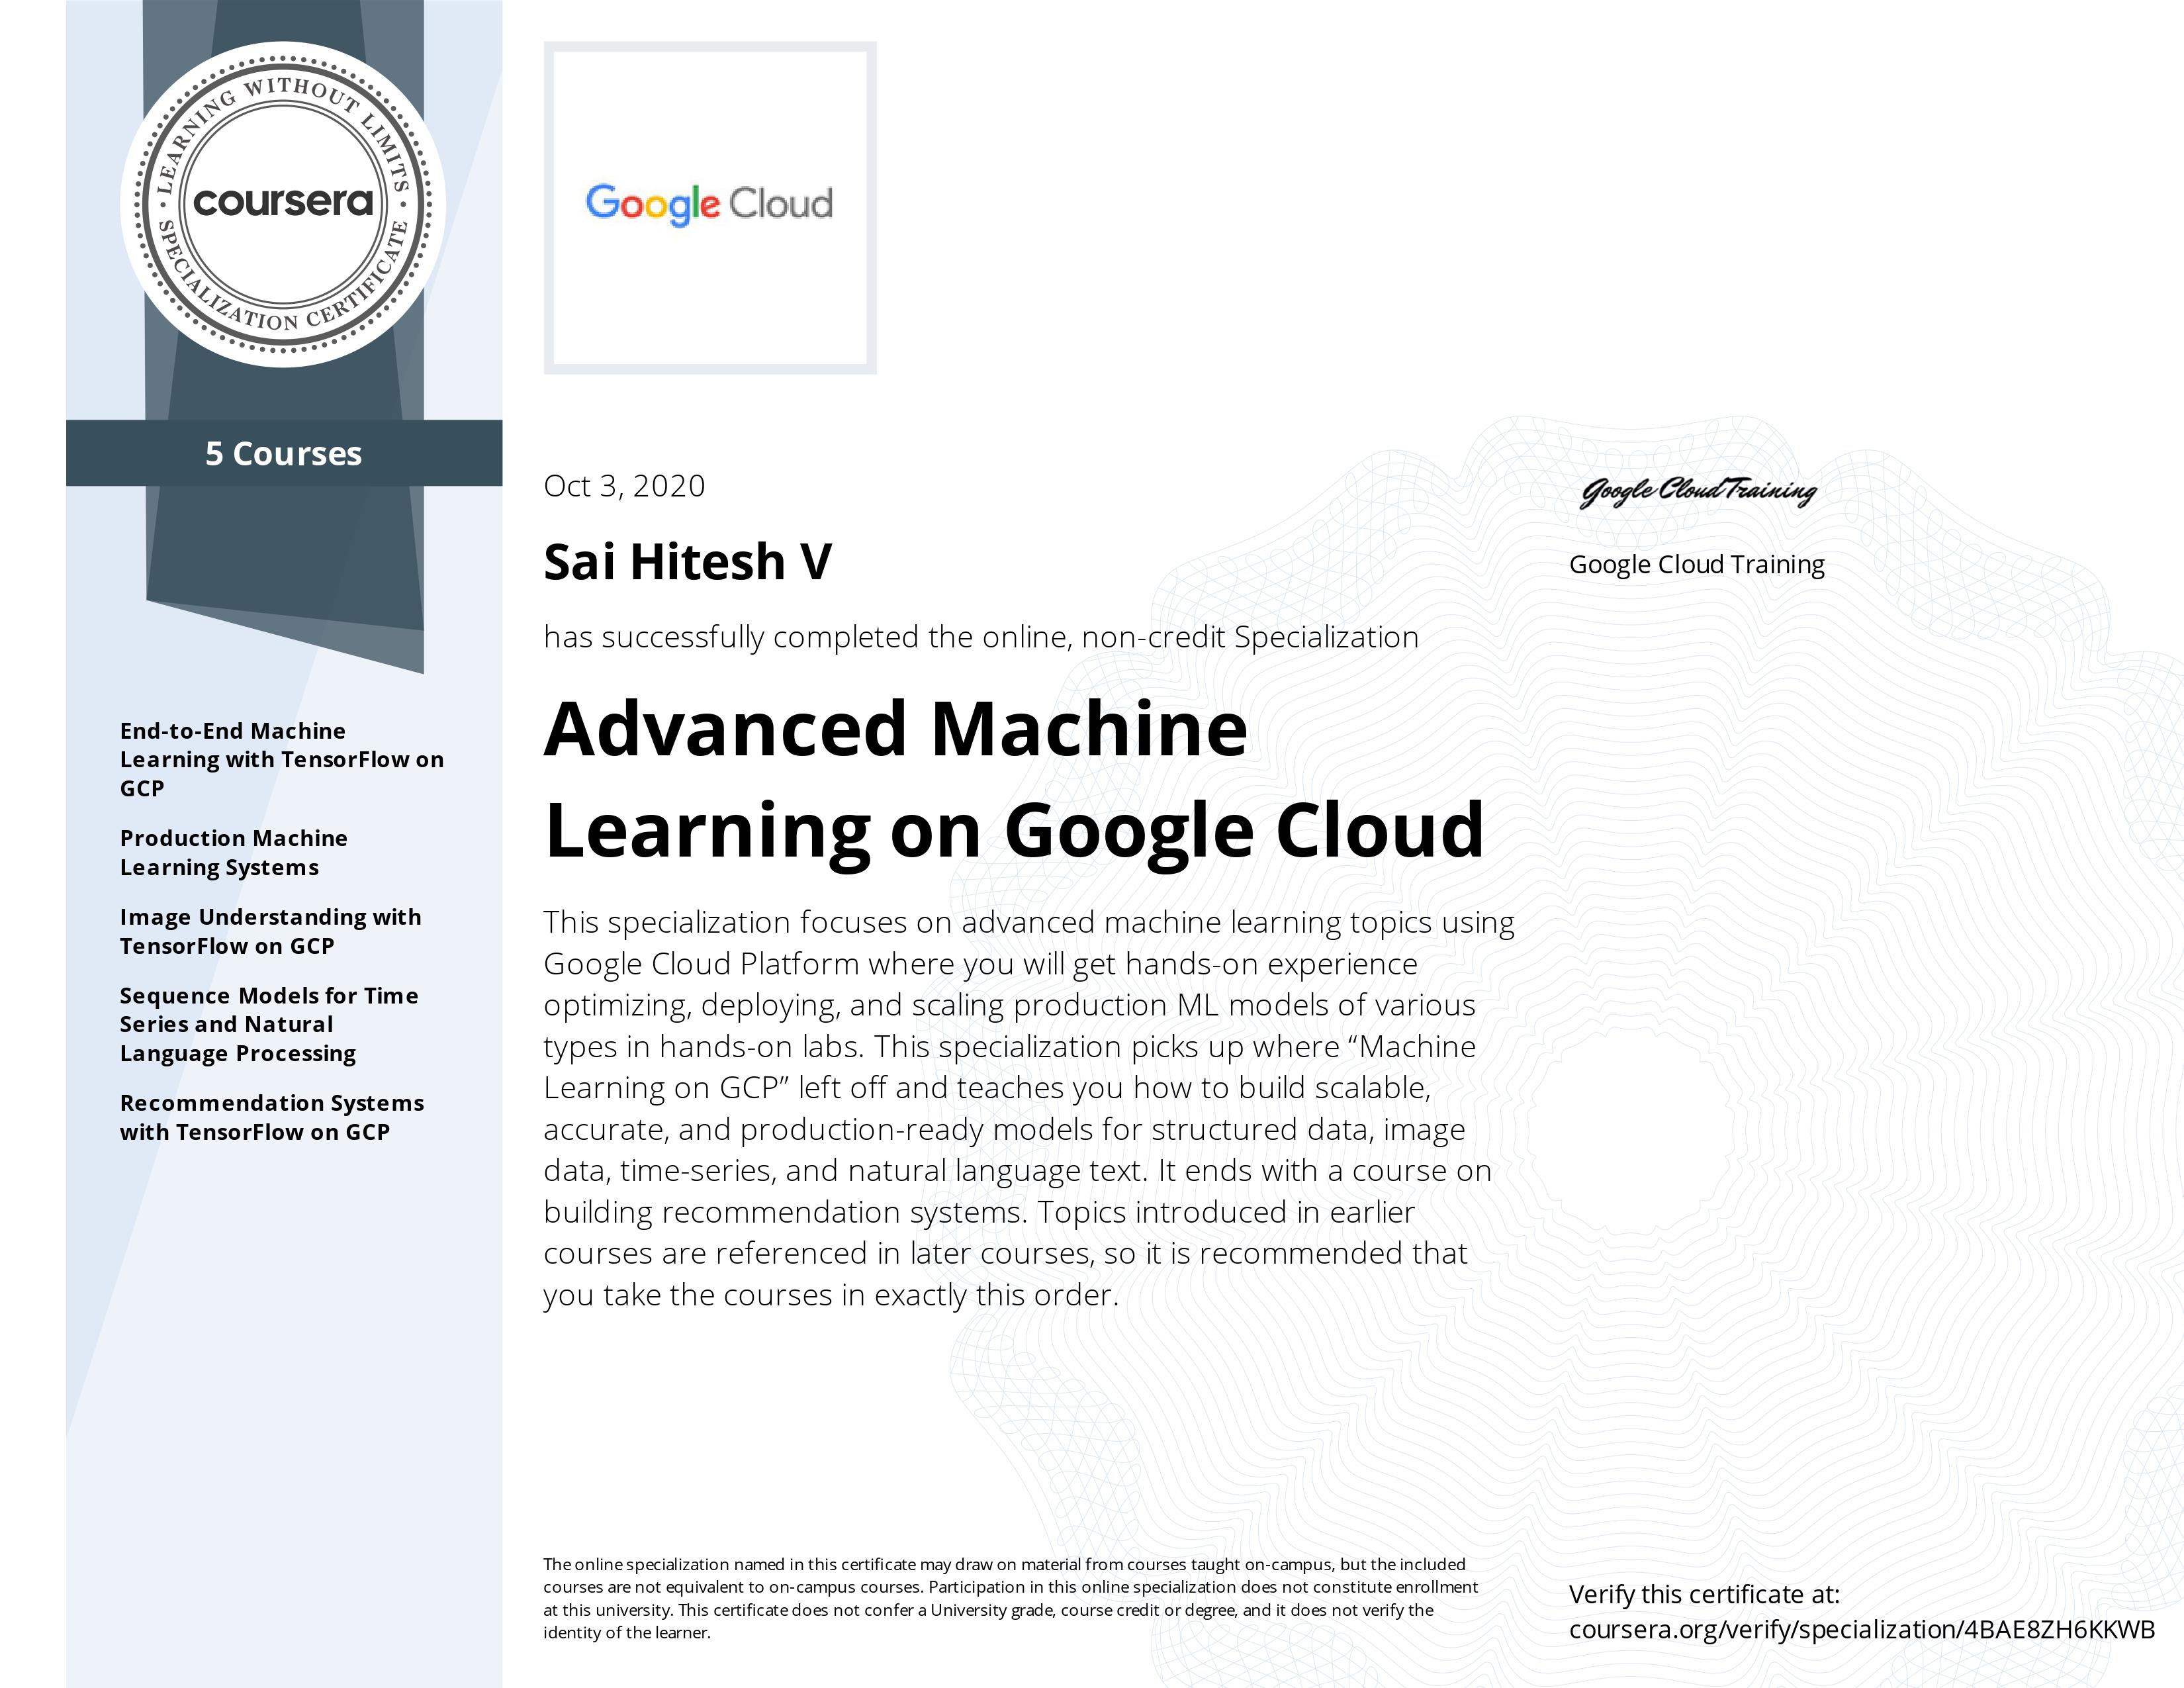 LEARNING WITHOUT LIMITS
coursera
SPECIALIZATION CERTIFICATE
5 Courses
End-to-End Machine
Learning with TensorFlow on
GCP
Production Machine
Learning Systems
Image Understanding with
TensorFlow on GCP
Sequence Models for Time
Series and Natural
Language Processing
Recommendation Systems
with TensorFlow on GCP
Google Cloud
Oct 3, 2020
Sai Hitesh V
has successfully completed the online, non-credit Specialization
Advanced Machine
Learning on Google Cloud
This specialization focuses on advanced machine learning topics using
Google Cloud Platform where you will get hands-on experience
optimizing, deploying, and scaling production ML models of various
types in hands-on labs. This specialization picks up where “Machine
Learning on GCP” left off and teaches you how to build scalable,
accurate, and production-ready models for structured data, image
data, time-series, and natural language text. It ends with a course on
building recommendation systems. Topics introduced in earlier
courses are referenced in later courses, so it is recommended that
you take the courses in exactly this order.
Google Cloud Training
Google Cloud Training
The online specialization named in this certificate may draw on material from courses taught on-campus, but the included
courses are not equivalent to on-campus courses. Participation in this online specialization does not constitute enrollment
at this university. This certificate does not confer a University grade, course credit or degree, and it does not verify the
identity of the learner.
Verify this certificate at:
coursera.org/verify/specialization/4BAE8ZH6KKWB